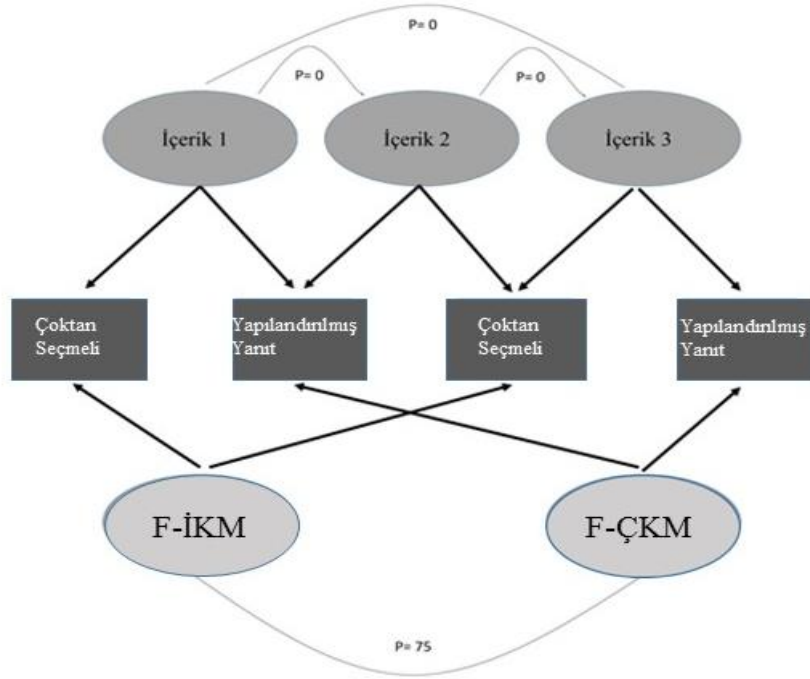 P= 0
P= 0
P= 0
İçerik 1
İçerik 2
İçerik 3
Çoktan
Seçmeli
Yapılandırılmış
Yanıt
Çoktan
Seçmeli
Yapılandırılmış
Yanıt
F-İKM
F-ÇKM
P= 75